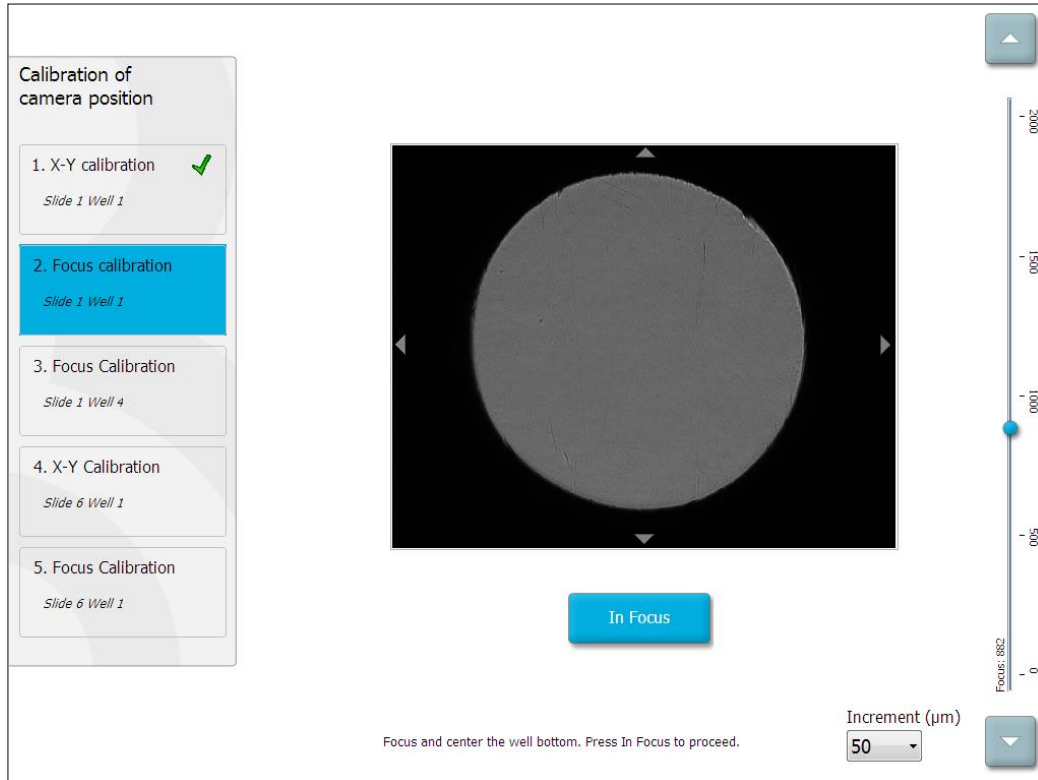 Calibration of
camera position
1. X-Y calibration
Slide 1 Well 1
2. Focus calibration
Slide 1 Well 1
3. Focus Calibration
Slide 1 Well 4
4. X-Y Calibration
Slide 6 Well 1
5. Focus Calibration
Slide 6 Well 1
In Focus
Focus and center the well bottom. Press In Focus to proceed.
Increment (µm)
50
2000
1500
1000
500
0
Focus: 882